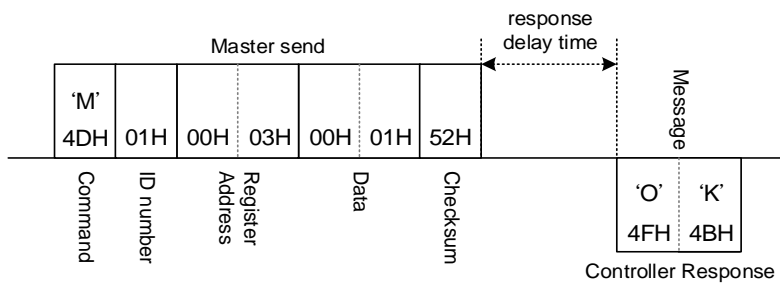 response
delay time
Master send
'M'
4DH 01H 00H 03H 00H 01H 52H
Command
ID number
Register
Address
Data
Checksum
Message
'O' 'K'
4FH 4BH
Controller Response